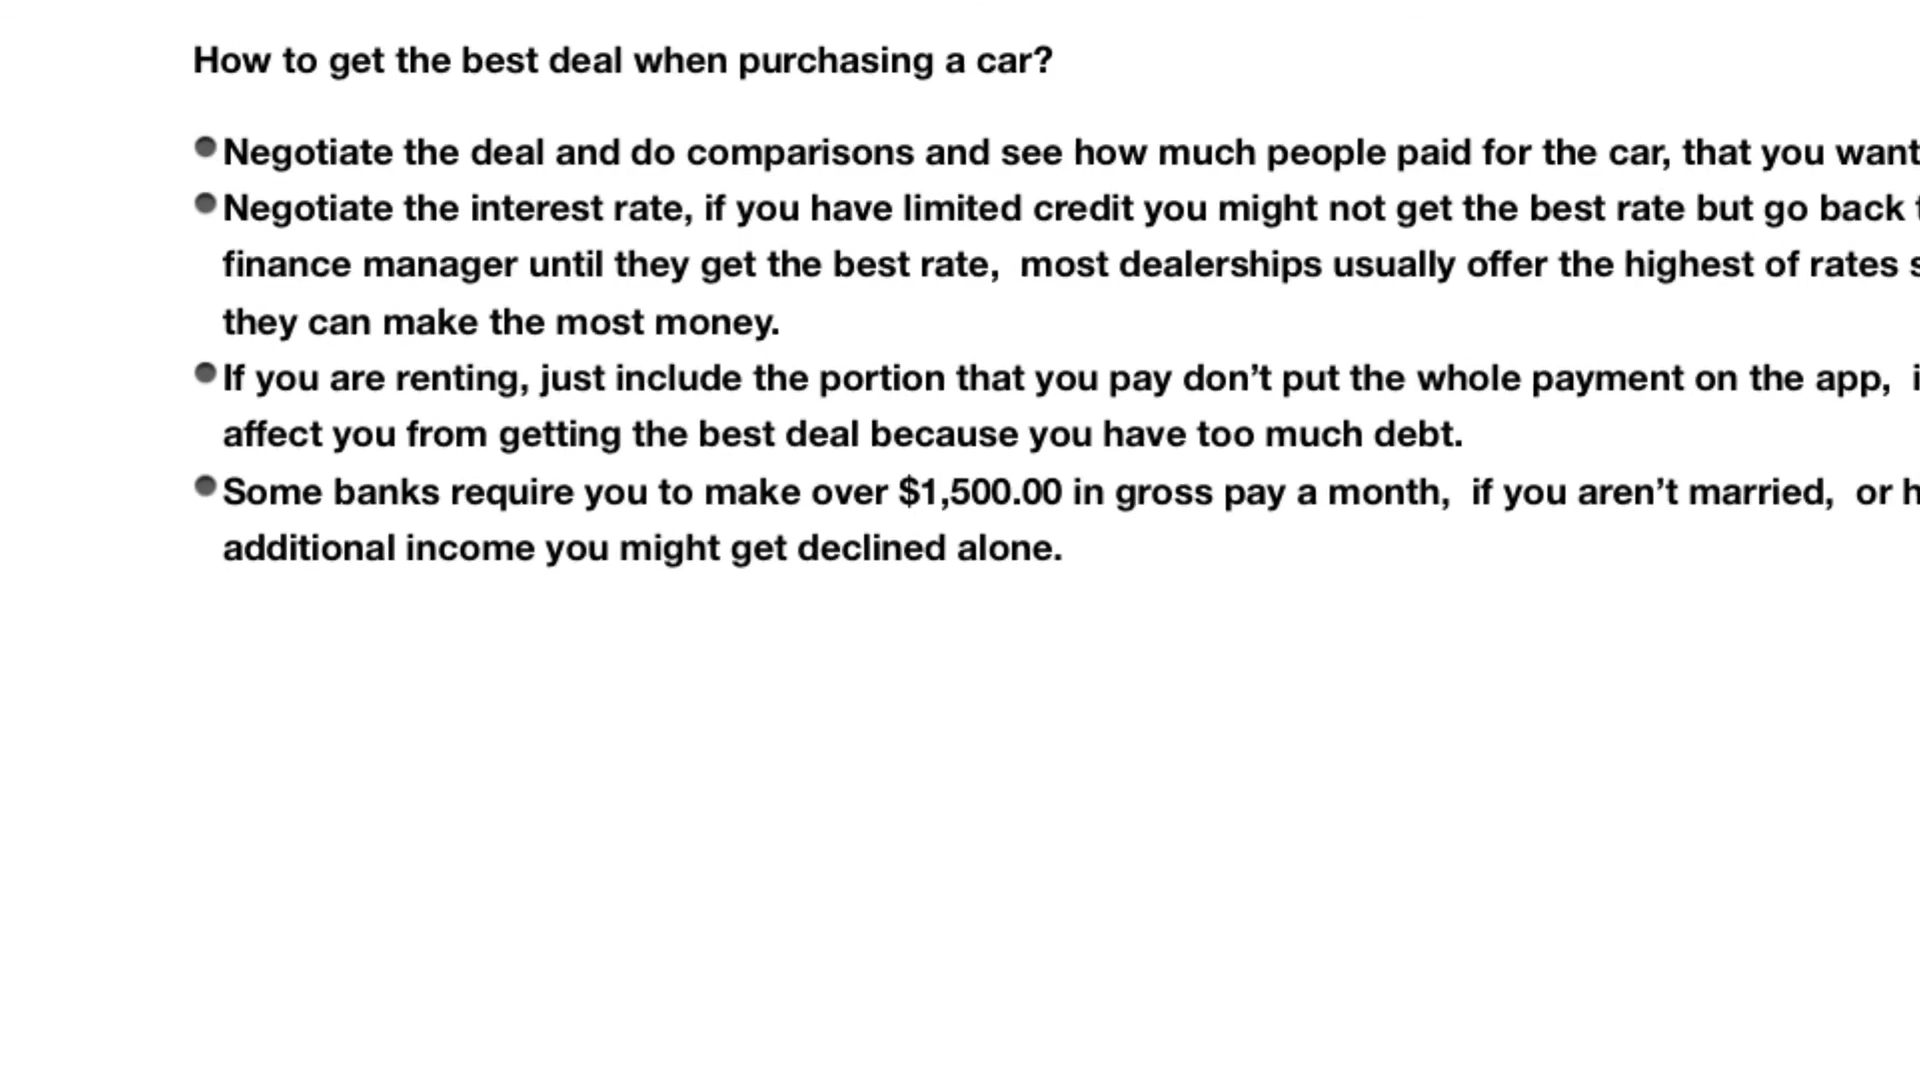 How to get the best deal when purchasing a car?
Negotiate the deal and do comparisons and see how much people paid for the car, that you want
Negotiate the interest rate, if you have limited credit you might not get the best rate but go back
finance manager until they get the best rate,  most dealerships usually offer the highest of rates
they can make the most money.
If you are renting, just include the portion that you pay don’t put the whole payment on the app,
affect you from getting the best deal because you have too much debt.
Some banks require you to make over $1,500.00 in gross pay a month,  if you aren’t married,  or
additional income you might get declined alone.